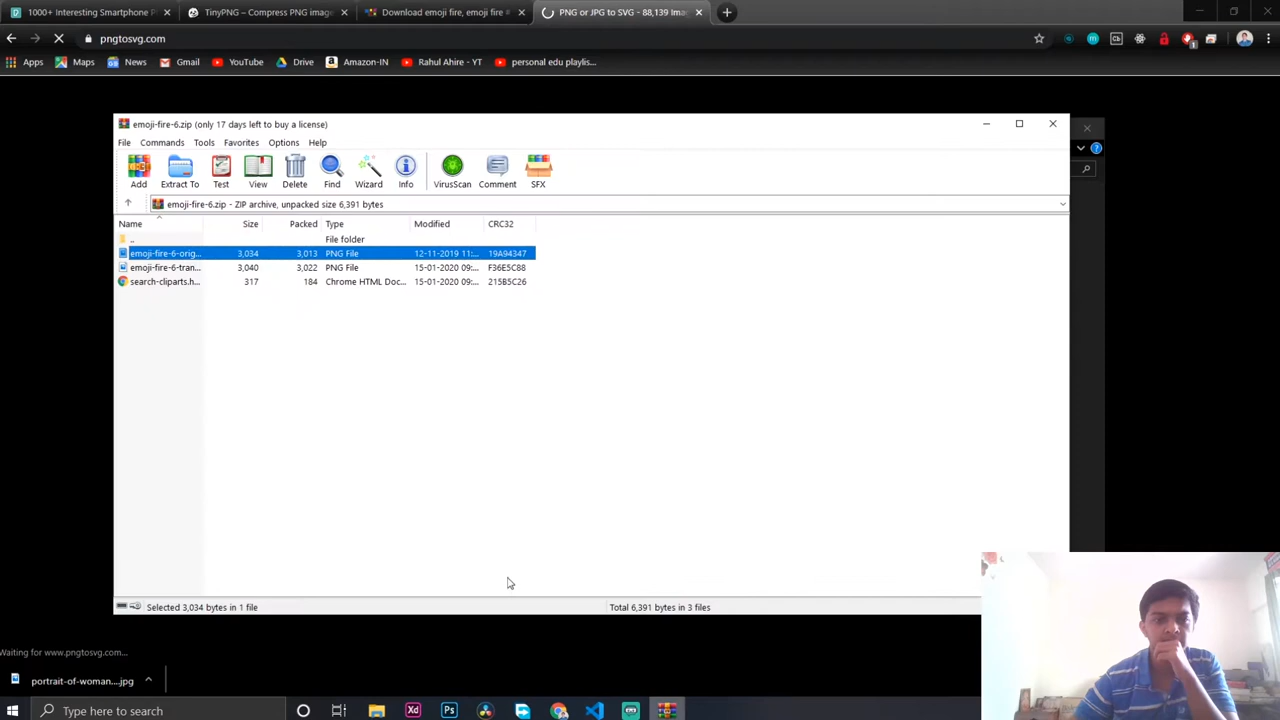 1000+ Interesting Smartphone P
TinyPNG – Compress PNG image
Download emoji fire, emoji fire #
PNG or JPG to SVG - 88,139 Ima
pngtosvg.com
Apps
Maps
News
Gmail
YouTube
Drive
Amazon-IN
Rahul Ahire - YT
personal edu playlis...
emoji-fire-6.zip (only 17 days left to buy a license)
File Commands Tools Favorites Options Help
Add Extract To Test View Delete Find Wizard Info VirusScan Comment SFX
emoji-fire-6.zip - ZIP archive, unpacked size 6,391 bytes
Name Size Packed Type Modified CRC32
.. File folder
emoji-fire-6-orig... 3,034 3,013 PNG File 12-11-2019 11:... 19A94347
emoji-fire-6-tran... 3,040 3,022 PNG File 15-01-2020 09:... F36E5C88
search-cliparts.h... 317 184 Chrome HTML Doc... 15-01-2020 09:... 215B5C26
Selected 3,034 bytes in 1 file
Total 6,391 bytes in 3 files
Waiting for www.pngtosvg.com...
portrait-of-woman....jpg
Type here to search